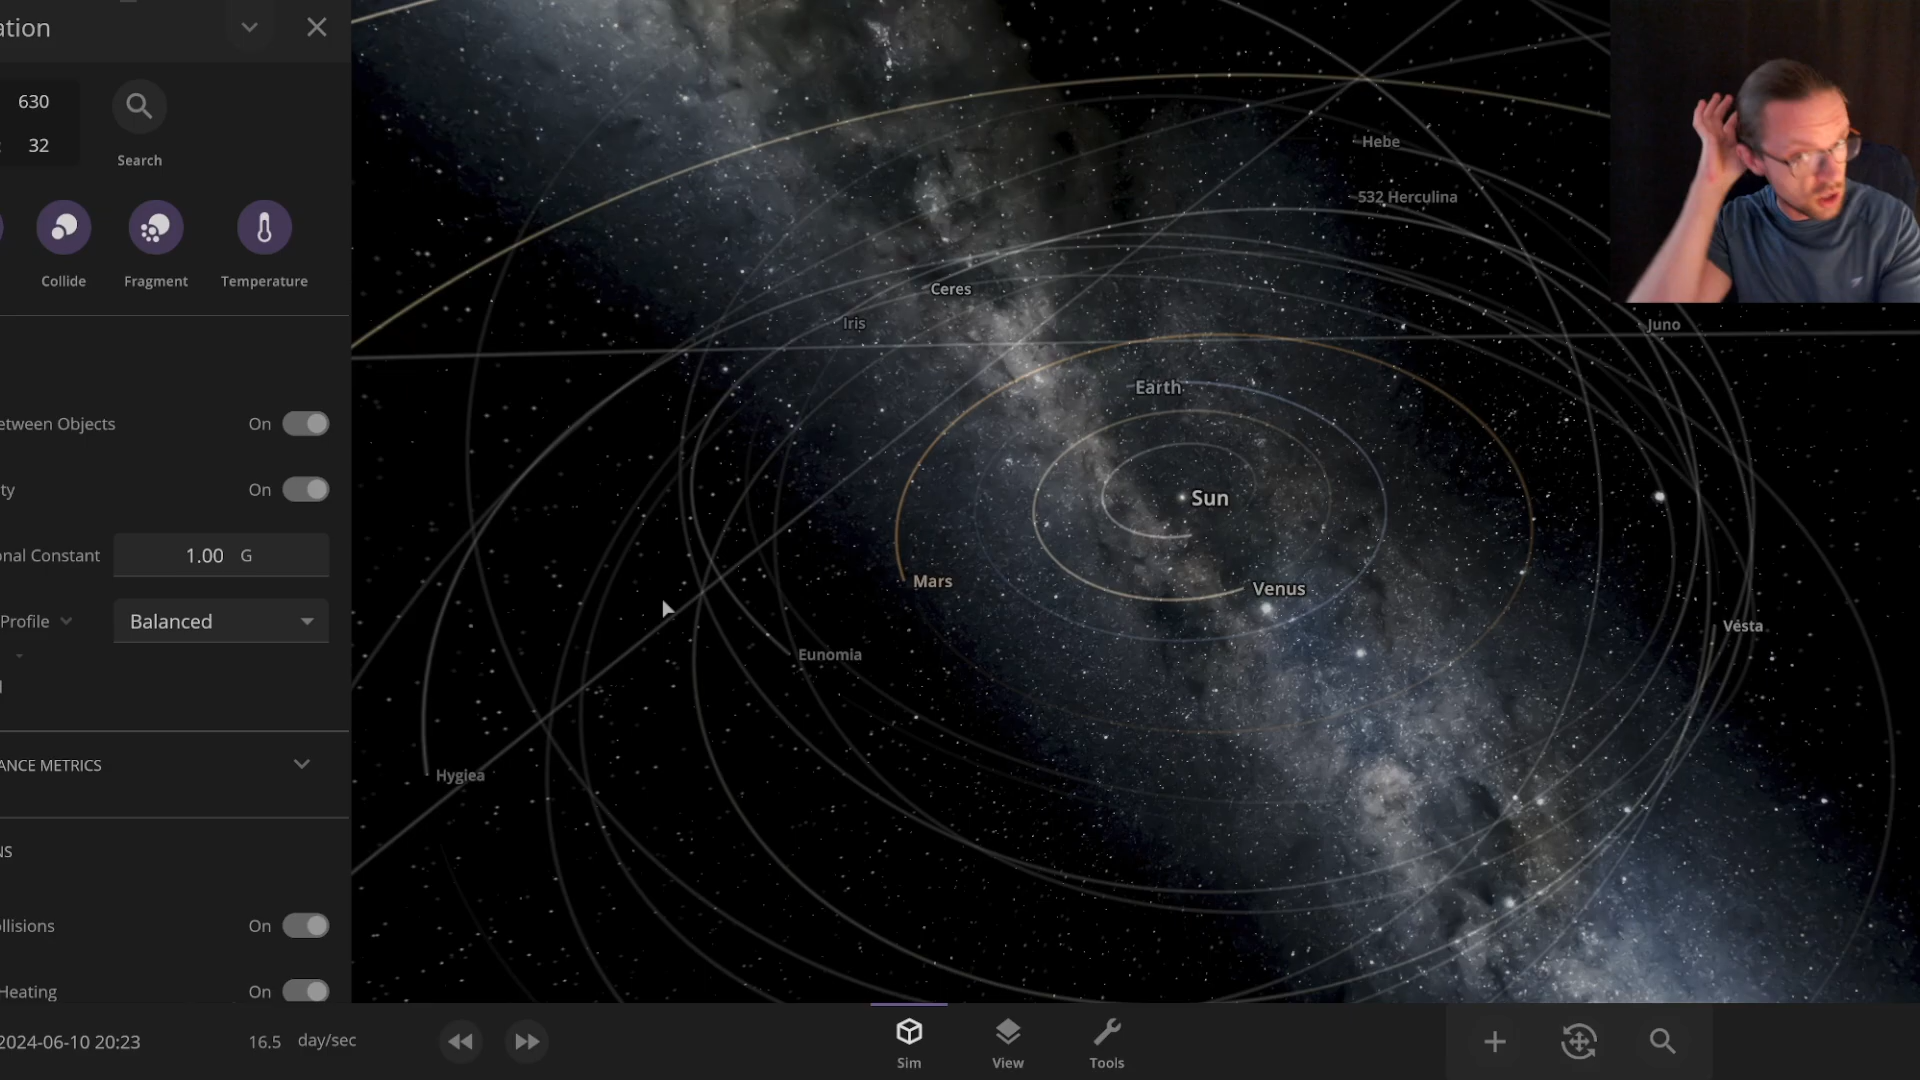 ation
630
32
Search
Collide
Fragment
Temperature
etween Objects
On
ty
On
onal Constant
1.00 G
Profile
Balanced
ANCE METRICS
NS
llisions
On
Heating
On
Hebe
532 Herculina
Ceres
Iris
Juno
Earth
Sun
Mars
Venus
Vesta
Eunomia
Hygiea
2024-06-10 20:23
16.5 day/sec
Sim
View
Tools